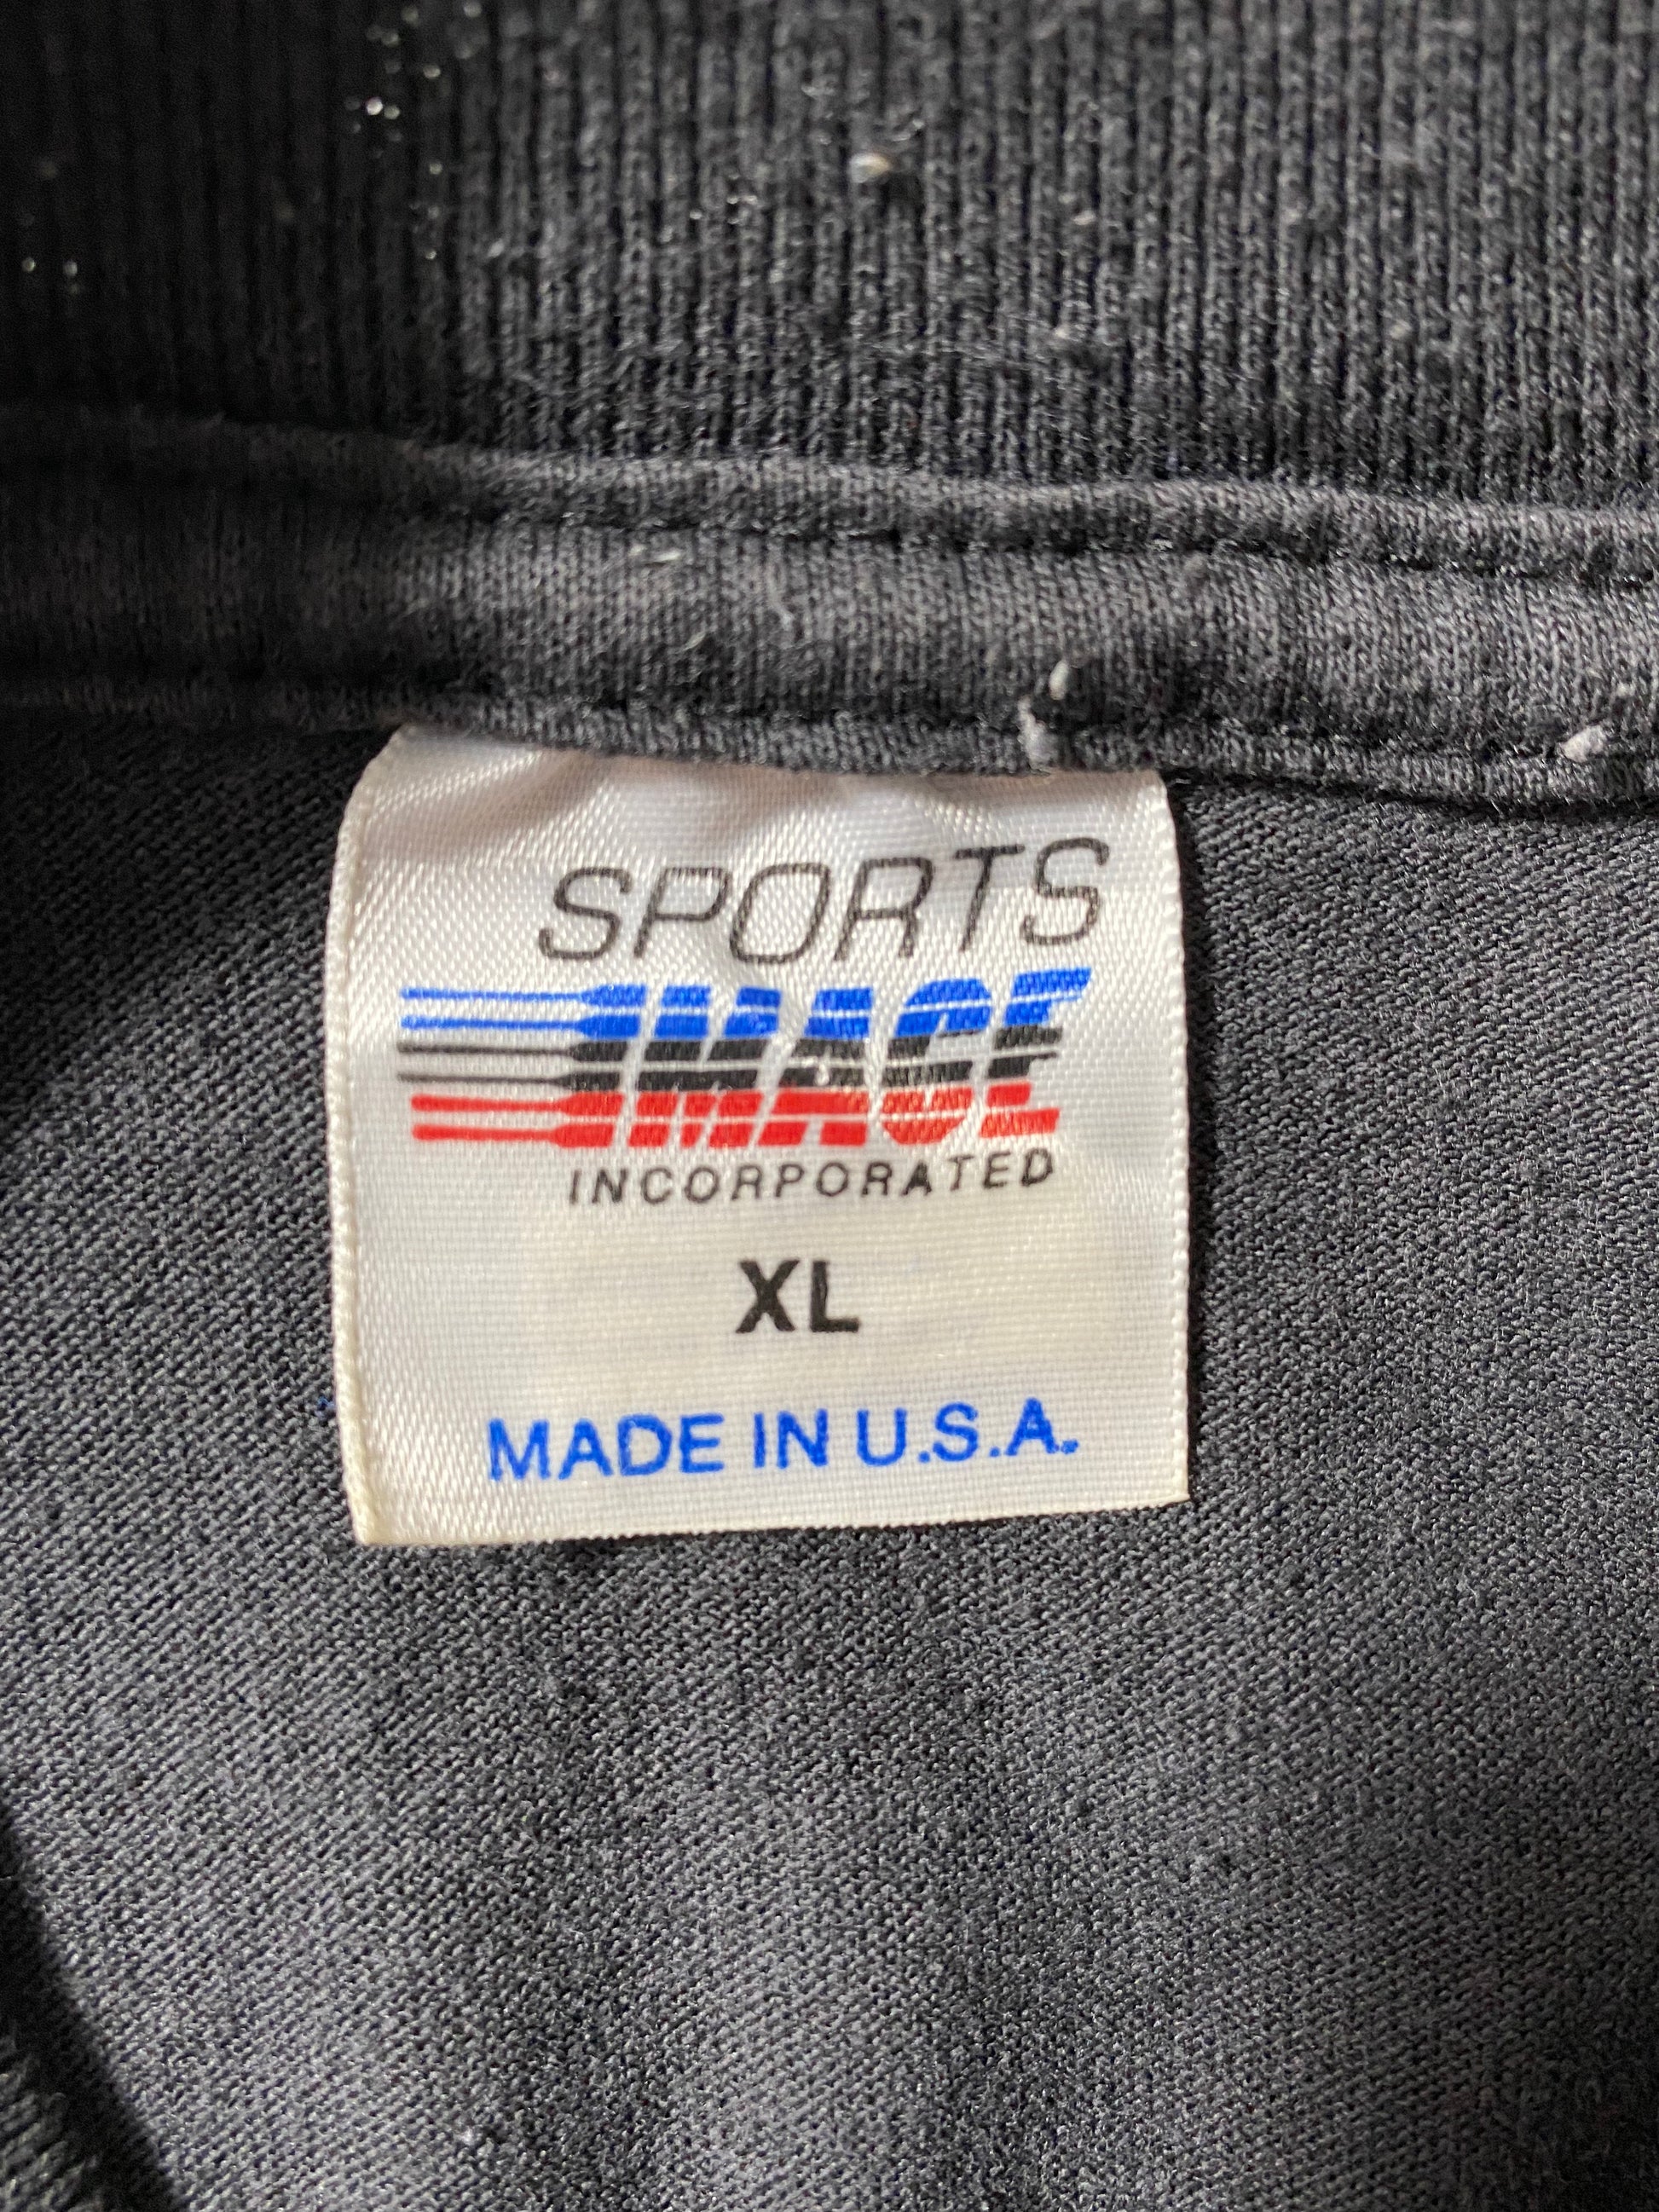 SPORTS
IMAGE
INCORPORATED
XL
MADE IN U.S.A.